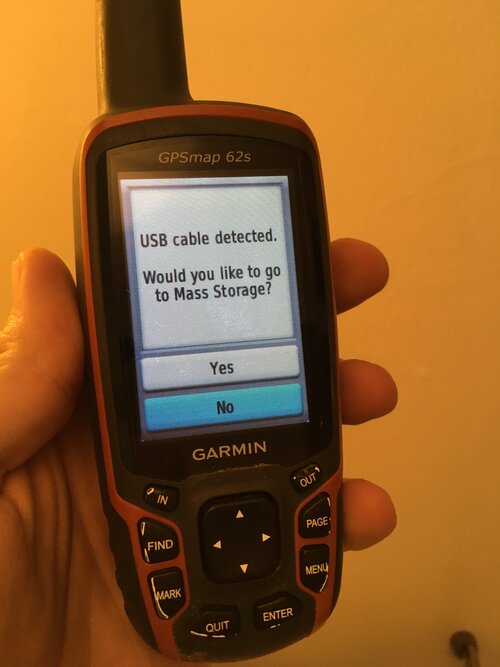 GPSmap 62s
USB cable detected.
Would you like to go
to Mass Storage?
Yes
No
GARMIN
IN
OUT
FIND
PAGE
MARK
MENU
QUIT
ENTER